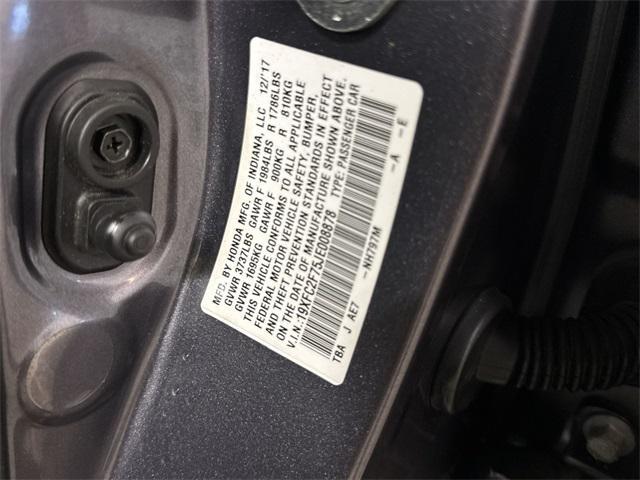 MFD. BY HONDA MFG. OF INDIANA, LLC 12/'17
GVWR 3737LBS GAWR F 1984LBS R 1786LBS
GVWR 1695KG GAWR F 900KG R 810KG
THIS VEHICLE CONFORMS TO ALL APPLICABLE
FEDERAL MOTOR VEHICLE SAFETY, BUMPER,
AND THEFT PREVENTION STANDARDS IN EFFECT
ON THE DATE OF MANUFACTURE SHOWN ABOVE.
V.I.N.:19XFC2F75JE008878 TYPE: PASSENGER CAR
TBA J AE7 -NH797M -A -E